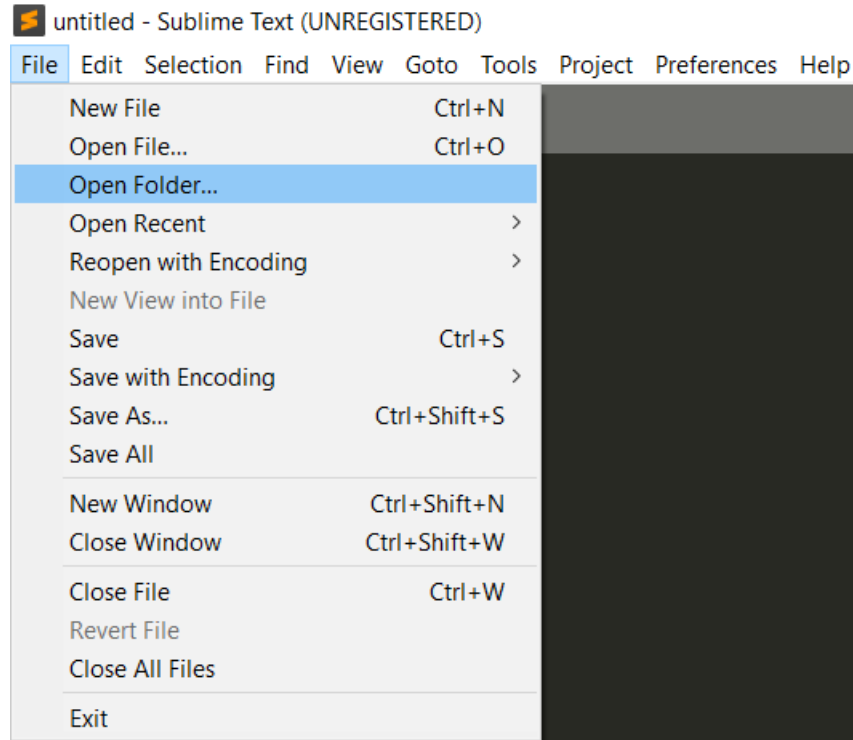 untitled - Sublime Text (UNREGISTERED)
File Edit Selection Find View Goto Tools Project Preferences Help
New File Ctrl+N
Open File... Ctrl+O
Open Folder...
Open Recent >
Reopen with Encoding >
New View into File
Save Ctrl+S
Save with Encoding >
Save As... Ctrl+Shift+S
Save All
New Window Ctrl+Shift+N
Close Window Ctrl+Shift+W
Close File Ctrl+W
Revert File
Close All Files
Exit